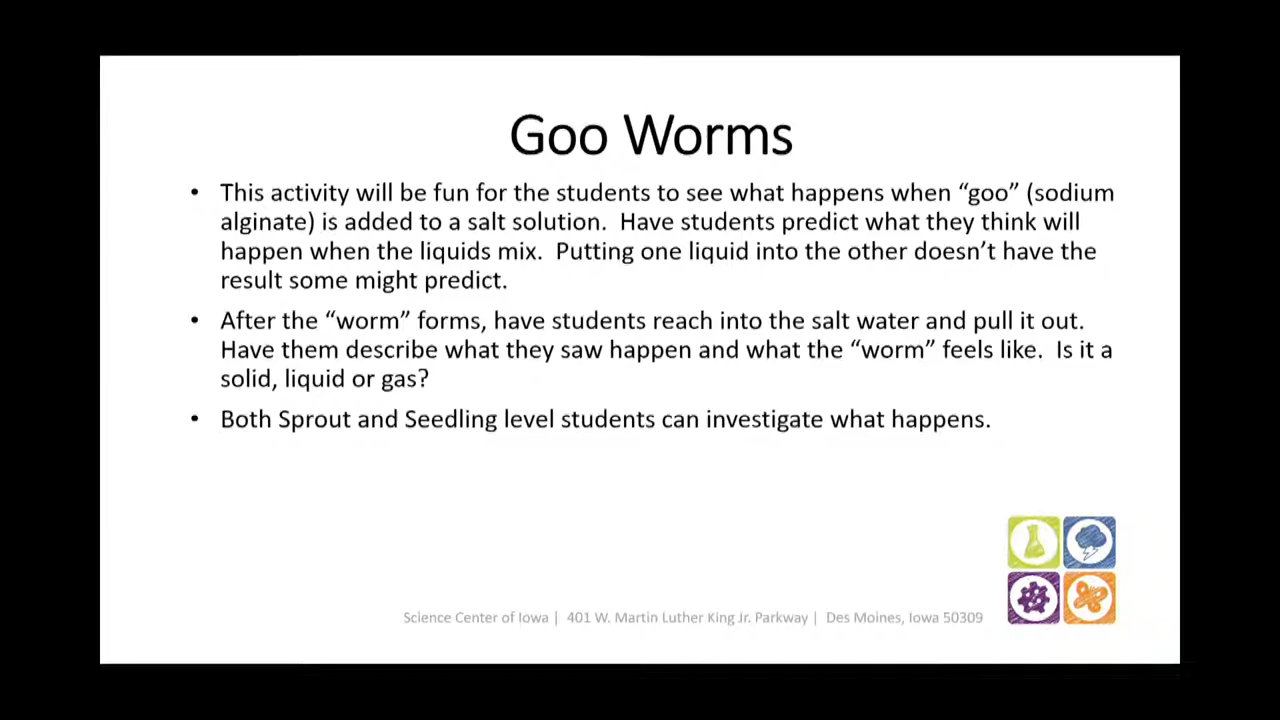 Goo Worms
• This activity will be fun for the students to see what happens when “goo” (sodium
alginate) is added to a salt solution.  Have students predict what they think will
happen when the liquids mix.  Putting one liquid into the other doesn’t have the
result some might predict.
• After the “worm” forms, have students reach into the salt water and pull it out.
Have them describe what they saw happen and what the “worm” feels like.  Is it a
solid, liquid or gas?
• Both Sprout and Seedling level students can investigate what happens.
Science Center of Iowa |  401 W. Martin Luther King Jr. Parkway |  Des Moines, Iowa 50309